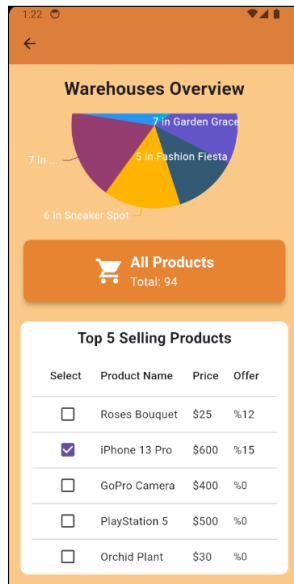 1:22
Warehouses Overview
7 in Garden Grace
7 in ...
5 in Fashion Fiesta
6 in Sneaker Spot
All Products
Total: 94
Top 5 Selling Products
Select Product Name Price Offer
Roses Bouquet $25 %12
iPhone 13 Pro $600 %15
GoPro Camera $400 %0
PlayStation 5 $500 %0
Orchid Plant $30 %0